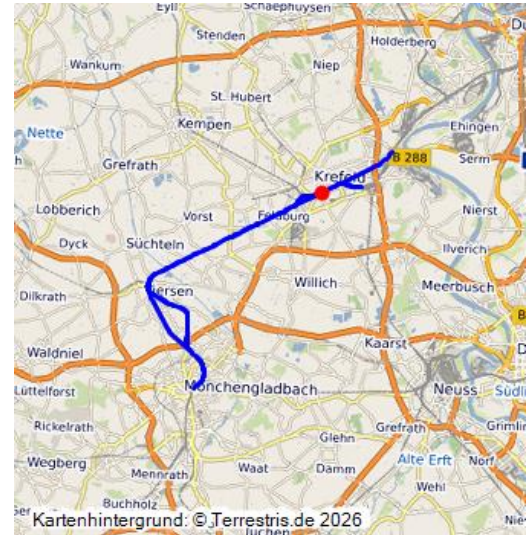 Eyll
Schaephuysen
Stenden
Holderberg
Wankum
Niep
St. Hubert
Nette
Kempen
Ehingen
B 288
Serm
Grefrath
Krefeld
Lobberich
Vorst
Nierst
Dyck
Süchteln
Ilverich
Dilkrath
Viersen
Willich
Meerbusch
Waldniel
Kaarst
Lüttelforst
Mönchengladbach
Neuss
Südli
Rickelrath
Grefrath
Grimlin
Glehn
Wegberg
Mennrath
Waat
Damm
Alte Erft
Norf
Wehl
Buchholz
Kartenhintergrund: © Terrestris.de 2026